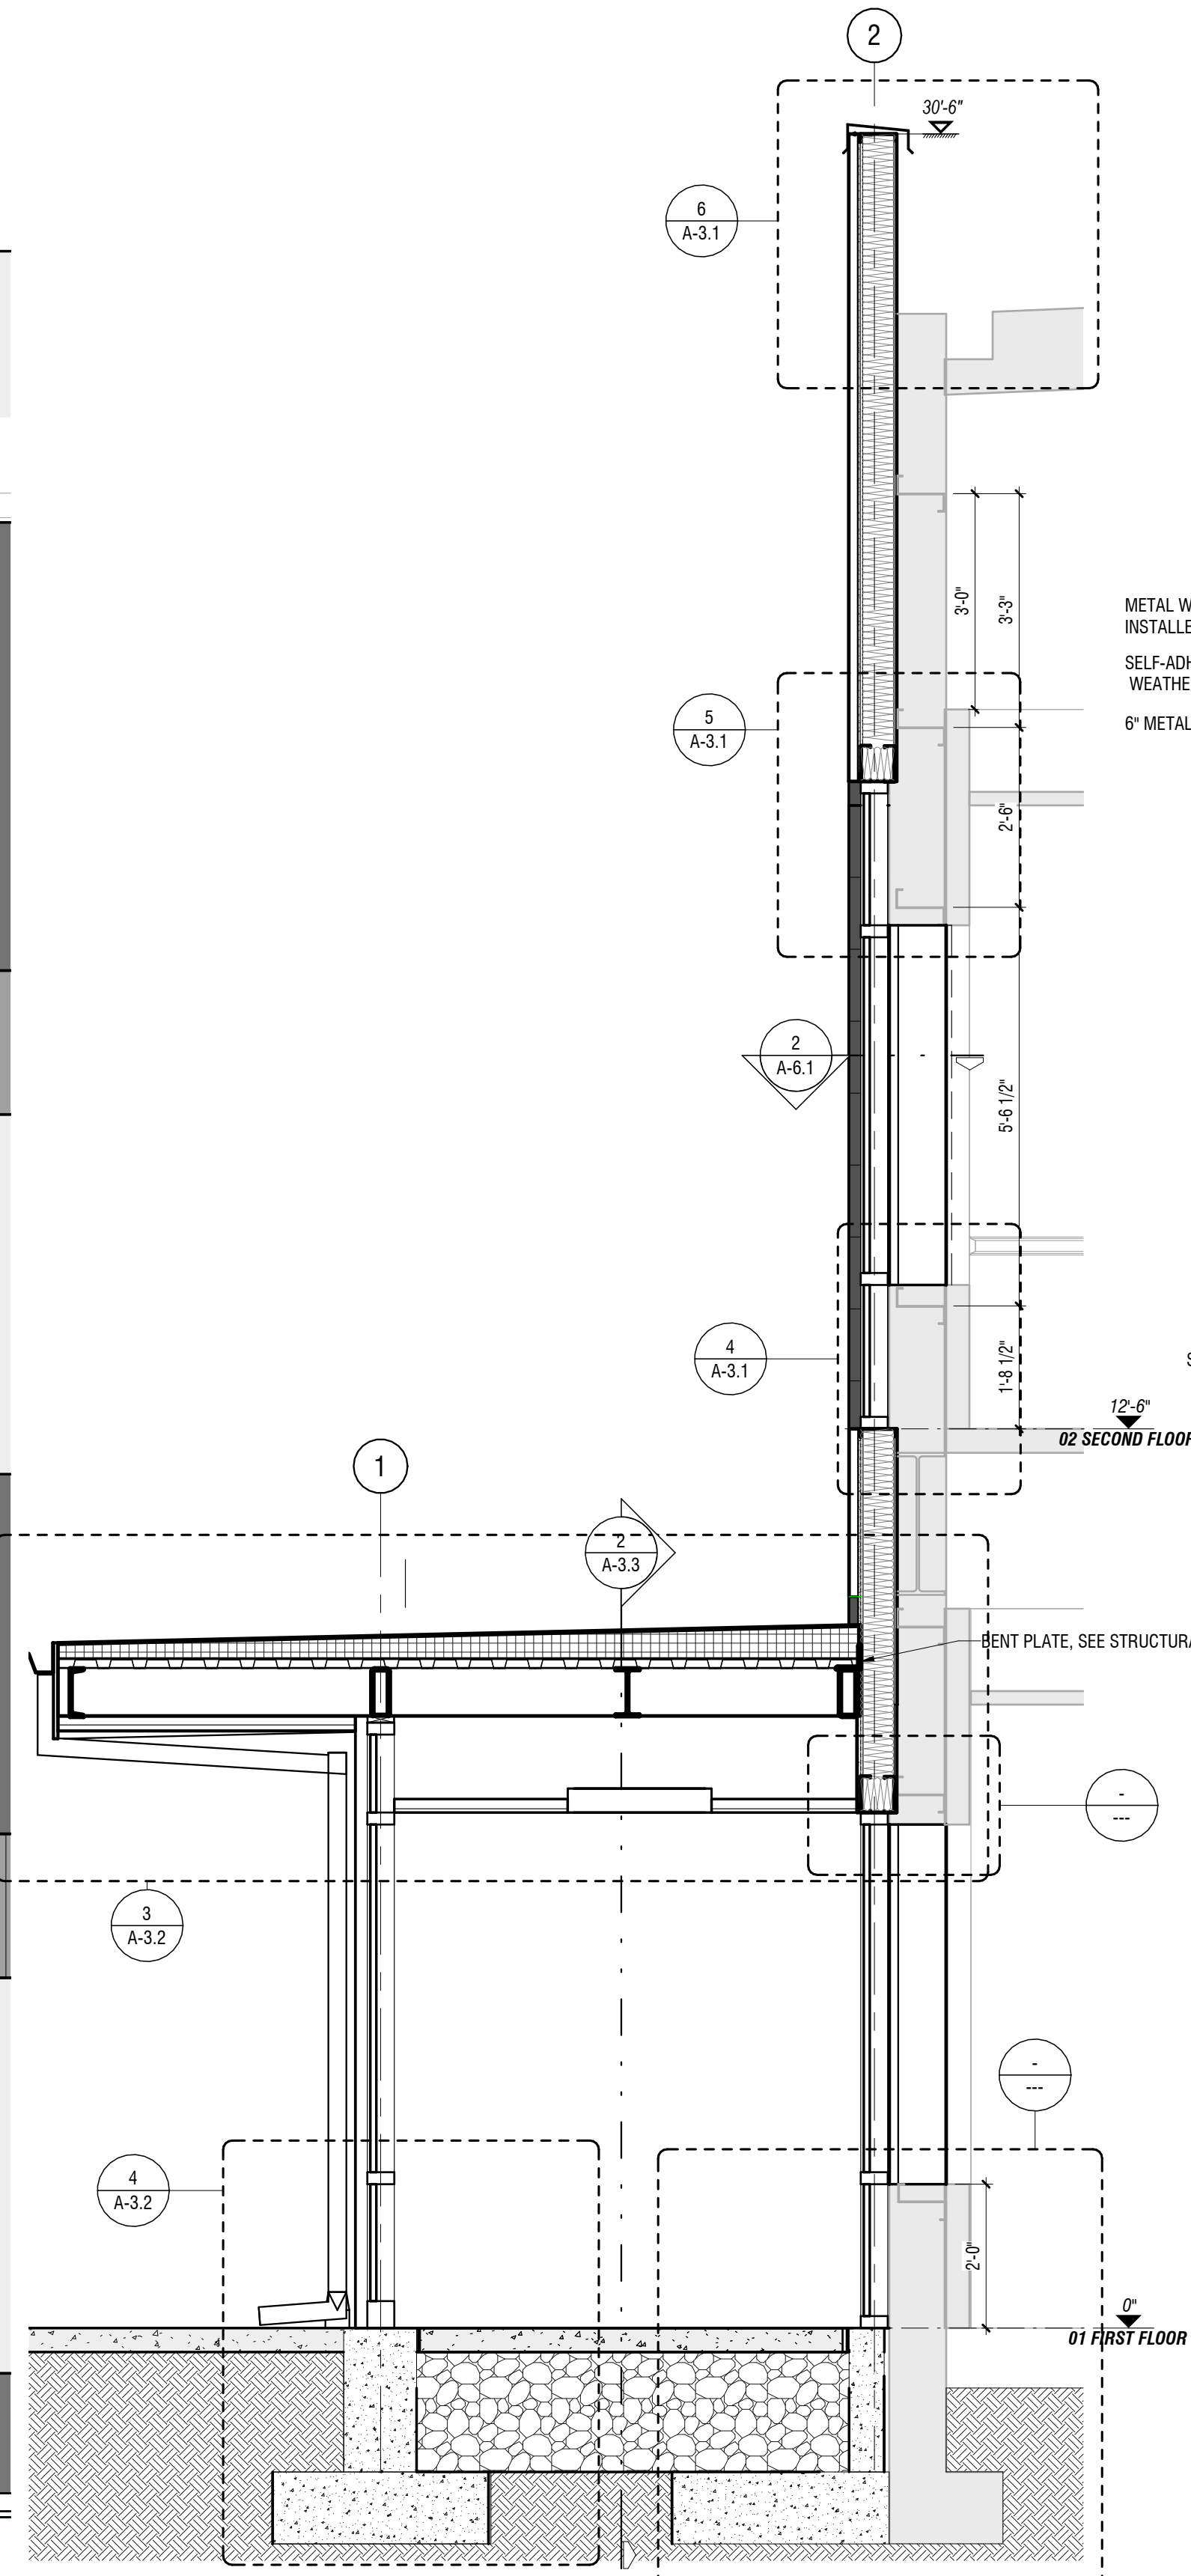 2
30'-6"
6
A-3.1
3'-0"
3'-3"
METAL W
INSTALLE
SELF-ADH
WEATHE
6" METAL
5
A-3.1
2'-6"
2
A-6.1
5'-6 1/2"
4
A-3.1
1'-8 1/2"
S
12'-6"
02 SECOND FLOOR
1
2
A-3.3
BENT PLATE, SEE STRUCTURA
-
---
3
A-3.2
-
---
4
A-3.2
2'-0"
0"
01 FIRST FLOOR